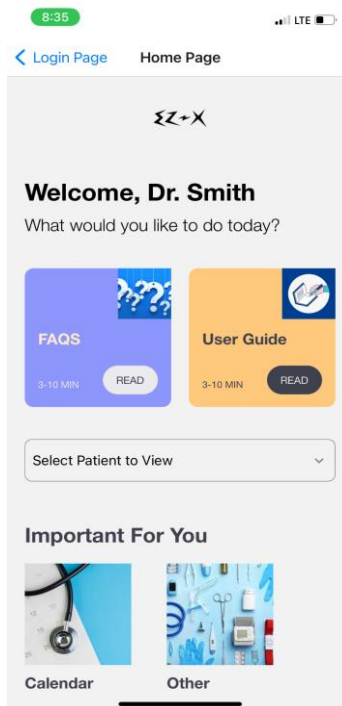 8:35 LTE
Login Page Home Page
Welcome, Dr. Smith
What would you like to do today?
FAQS
3-10 MIN READ
User Guide
3-10 MIN READ
Select Patient to View
Important For You
Calendar
Other